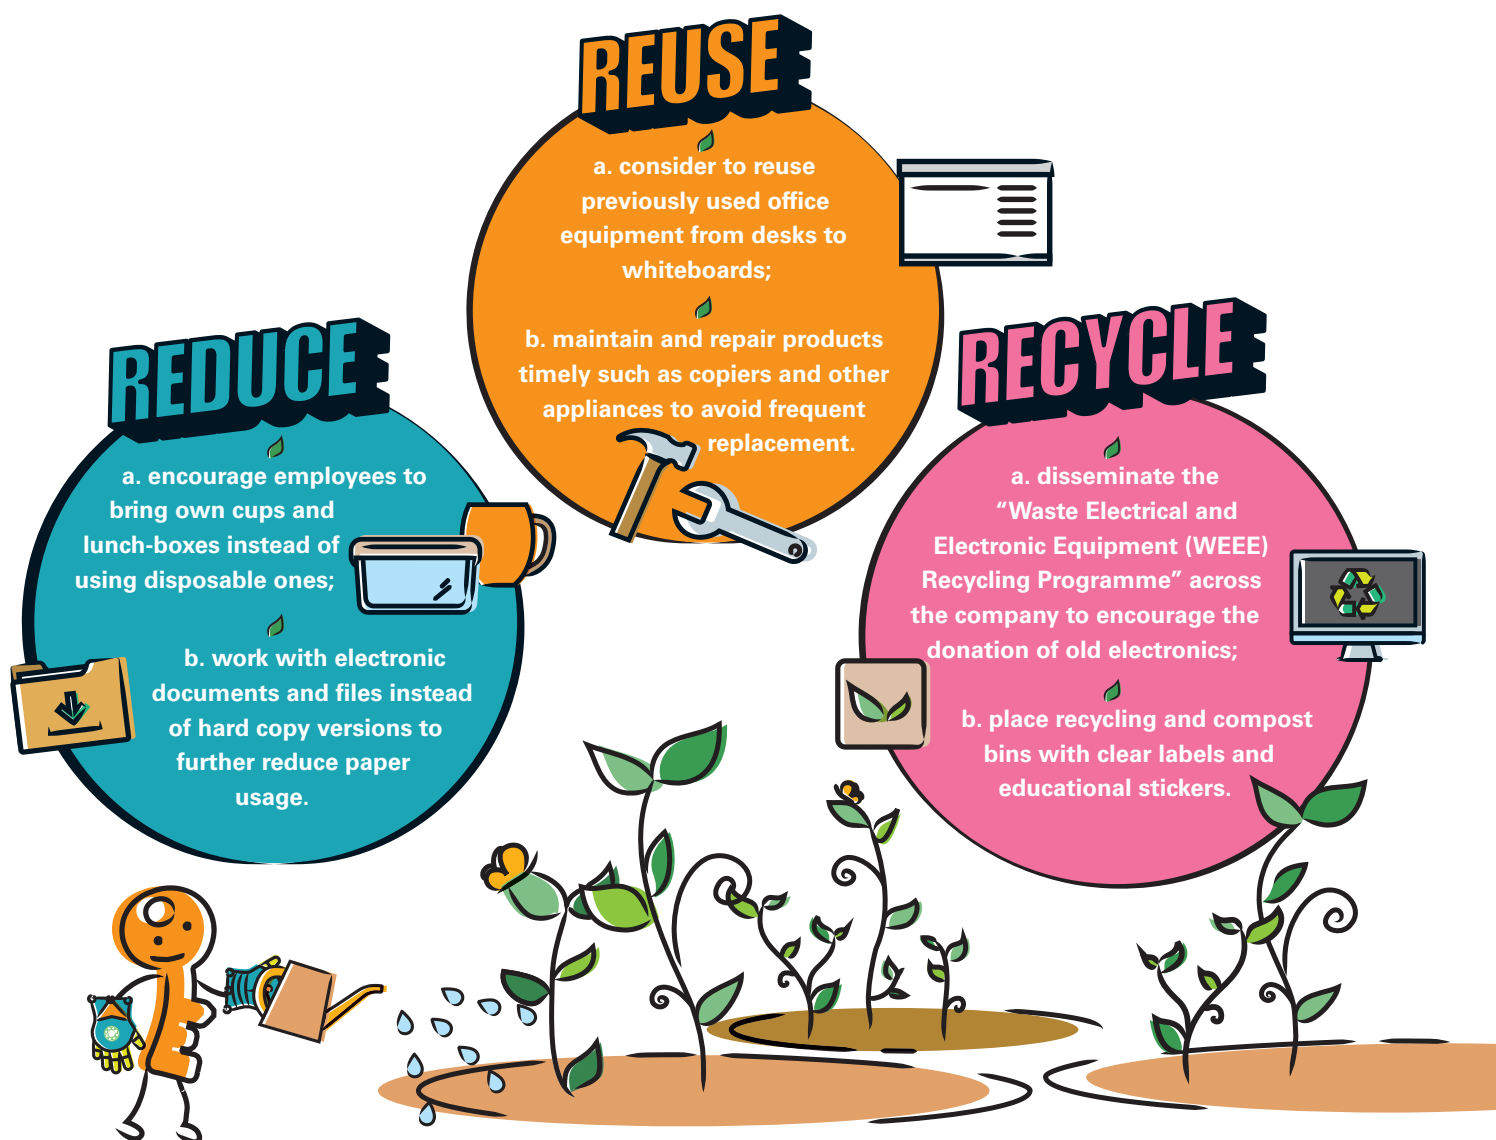 REUSE
a. consider to reuse
previously used office
equipment from desks to
whiteboards;
b. maintain and repair products
timely such as copiers and other
appliances to avoid frequent
replacement.
REDUCE
a. encourage employees to
bring own cups and
lunch-boxes instead of
using disposable ones;
b. work with electronic
documents and files instead
of hard copy versions to
further reduce paper
usage.
RECYCLE
a. disseminate the
“Waste Electrical and
Electronic Equipment (WEEE)
Recycling Programme” across
the company to encourage the
donation of old electronics;
b. place recycling and compost
bins with clear labels and
educational stickers.